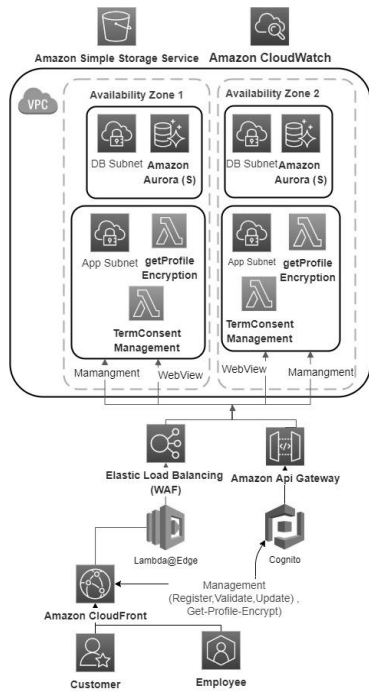 Amazon Simple Storage Service
Amazon CloudWatch
VPC
Availability Zone 1
Availability Zone 2
DB Subnet
Amazon
Aurora (S)
DB Subnet
Amazon
Aurora (S)
App Subnet
getProfile
Encryption
TermConsent
Management
App Subnet
getProfile
Encryption
TermConsent
Management
Mamangment
WebView
WebView
Mamangment
Elastic Load Balancing
(WAF)
Amazon Api Gateway
Lambda@Edge
Cognito
Management
(Register,Validate,Update) ,
Get-Profile-Encrypt)
Amazon CloudFront
Customer
Employee